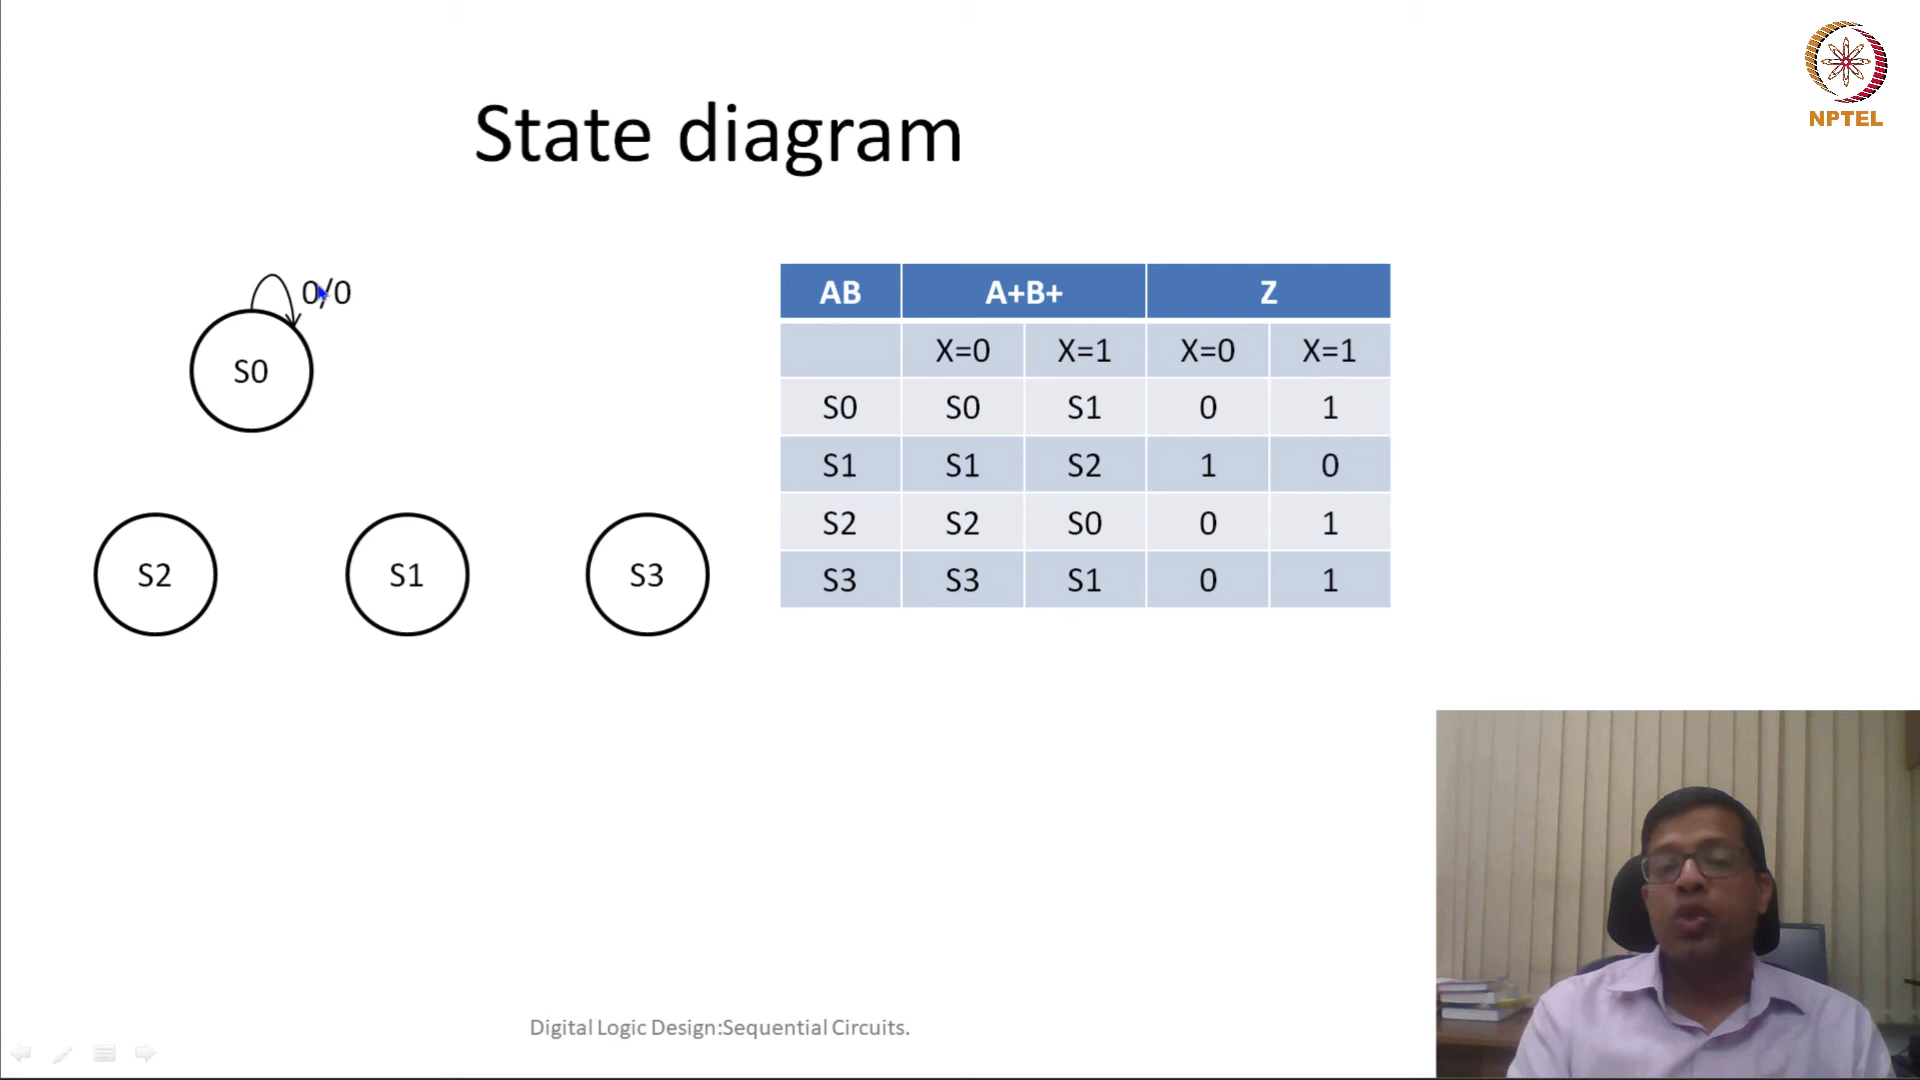 NPTEL
State diagram
0/0
S0
S2 S1 S3
AB A+B+ Z
X=0 X=1 X=0 X=1
S0 S0 S1 0 1
S1 S1 S2 1 0
S2 S2 S0 0 1
S3 S3 S1 0 1
Digital Logic Design:Sequential Circuits.